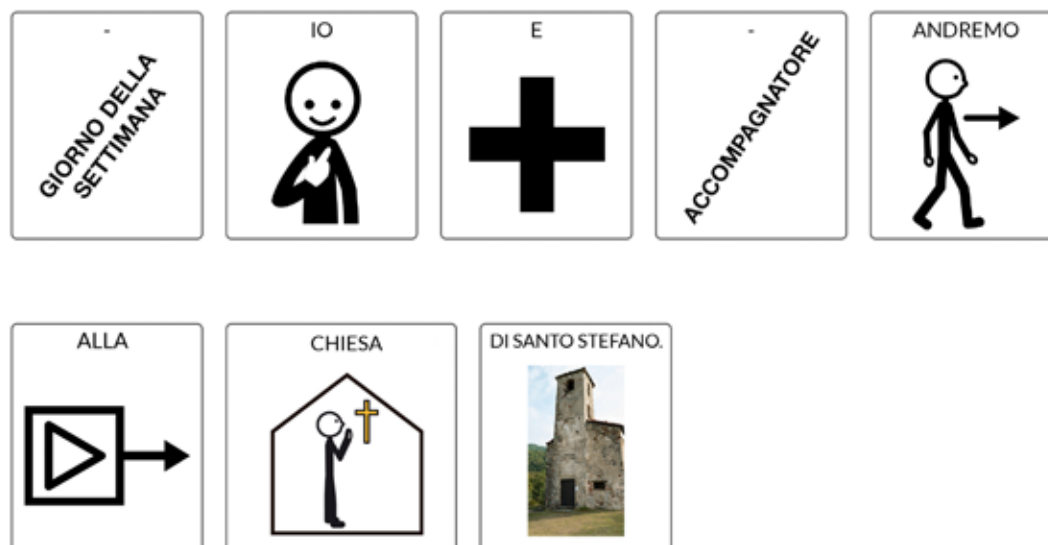 -
GIORNO DELLA
SETTIMANA
IO
E
-
ACCOMPAGNATORE
ANDREMO
ALLA
CHIESA
DI SANTO STEFANO.